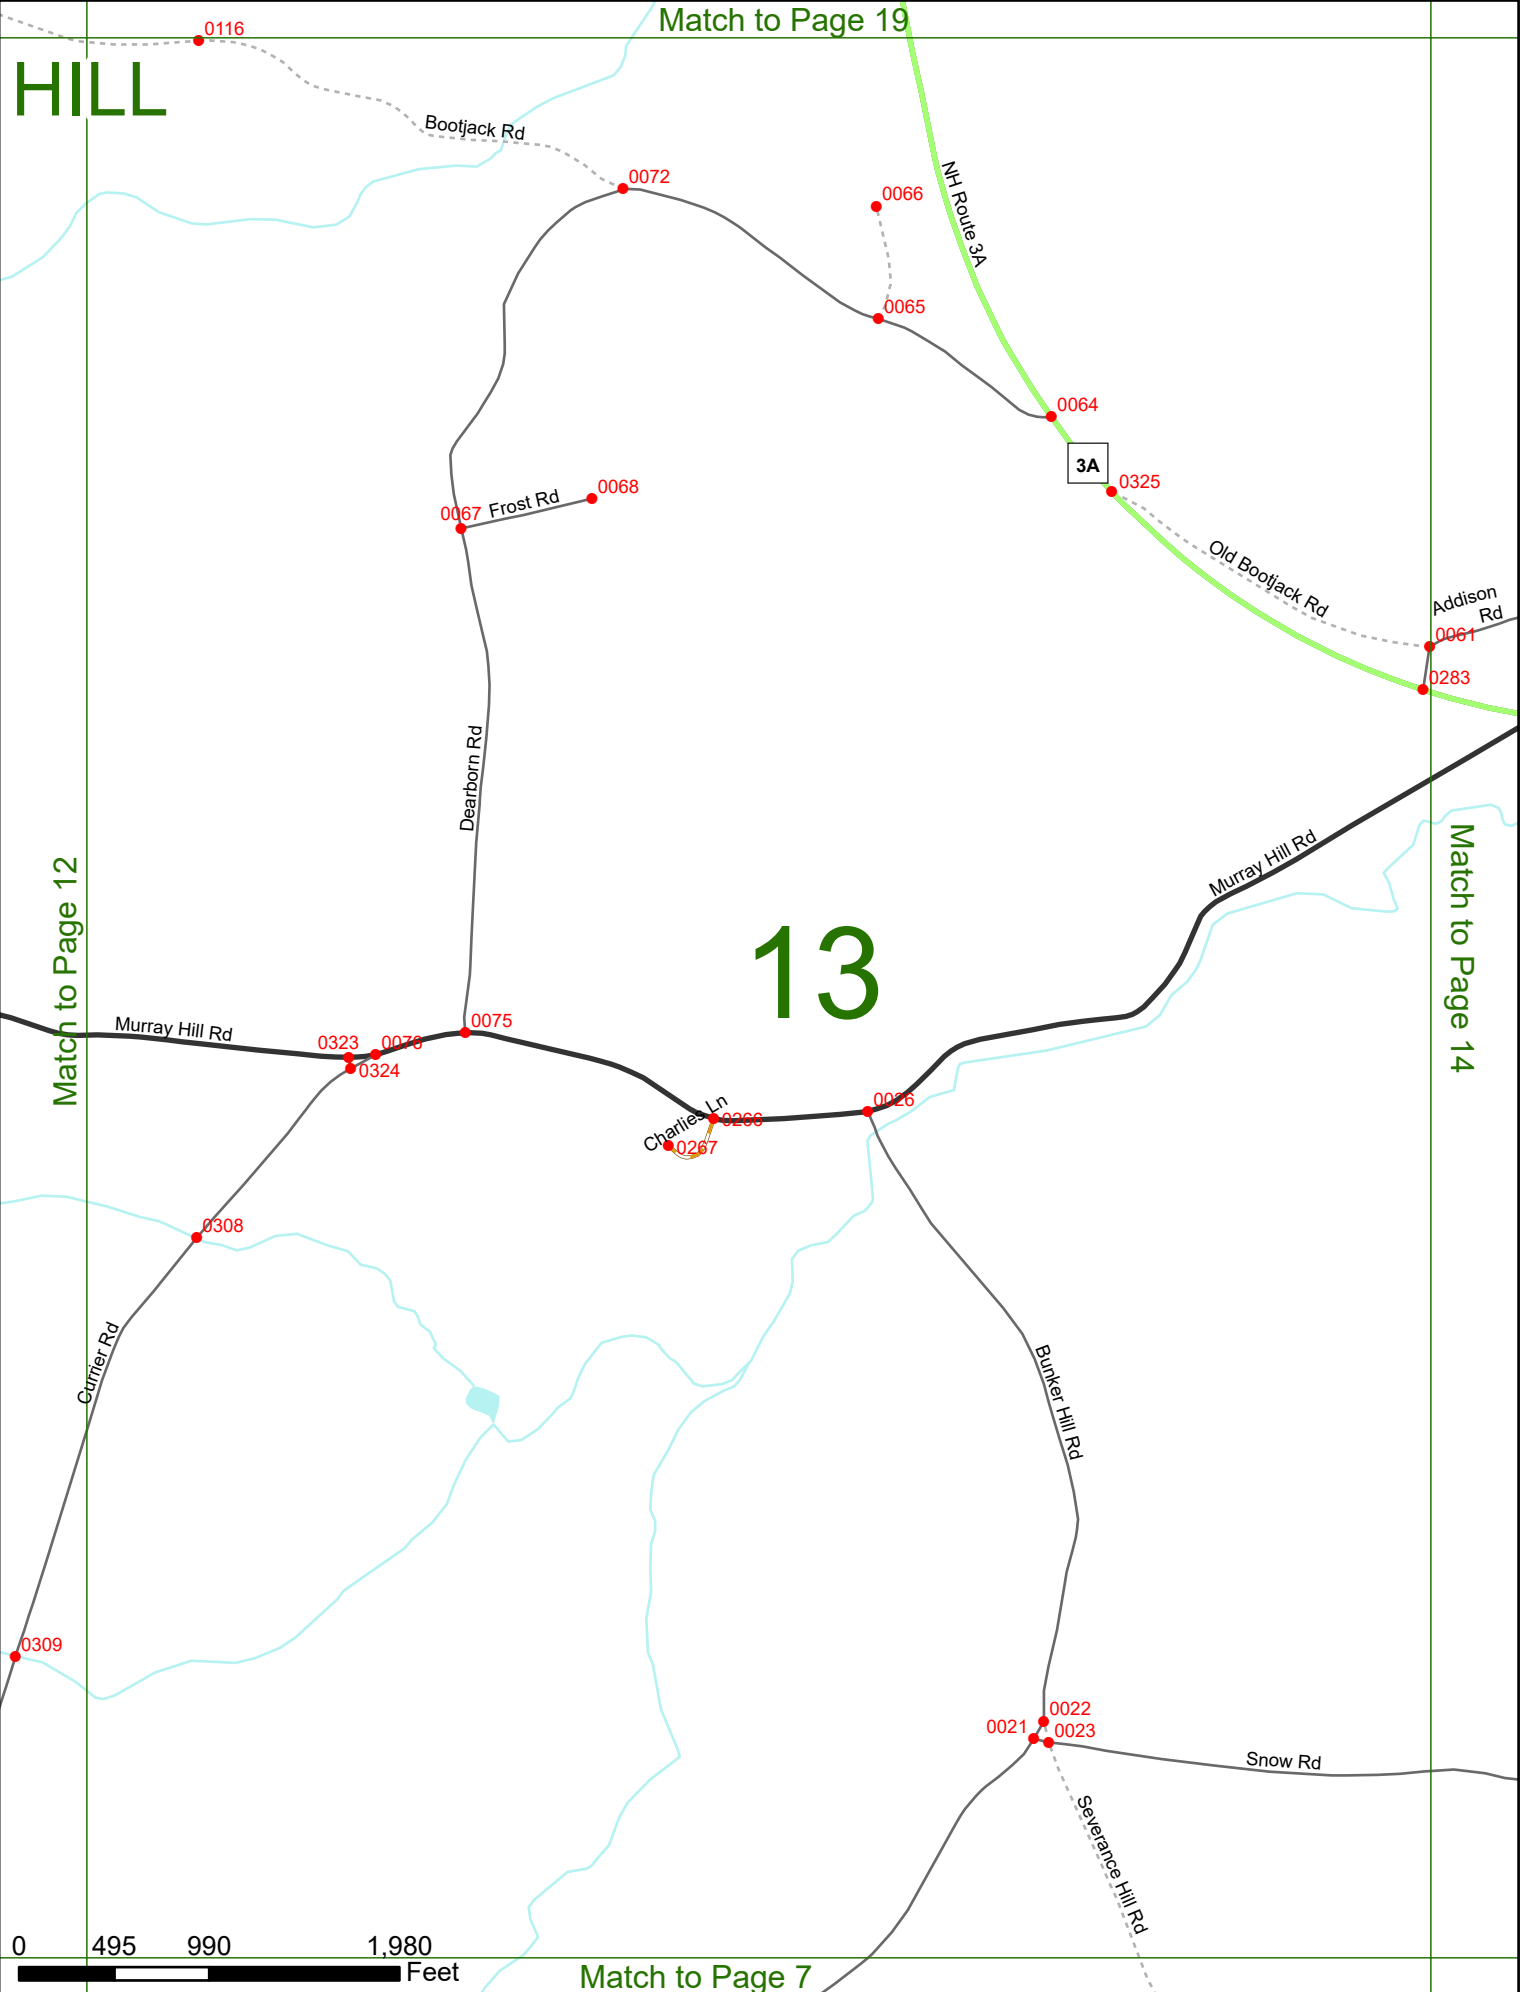 Match to Page 19
0116
HILL
Bootjack Rd
0072
0066
NH Route 3A
0065
0064
3A
0325
0068
Frost Rd
0067
Old Bootjack Rd
Addison
Rd
0061
0283
Dearborn Rd
Murray Hill Rd
Match to Page 12
Match to Page 14
13
Murray Hill Rd
0075
0323
0076
0324
0026
Charlies Ln
0266
0267
0308
Currier Rd
Bunker Hill Rd
0309
0022
0021
0023
Snow Rd
Severance Hill Rd
0 495 990 1,980
Feet
Match to Page 7